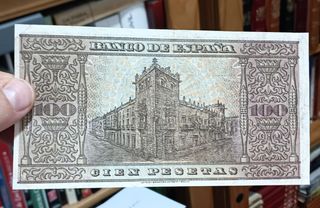 BANCO DE ESPAÑA
100 100
CIEN PESETAS